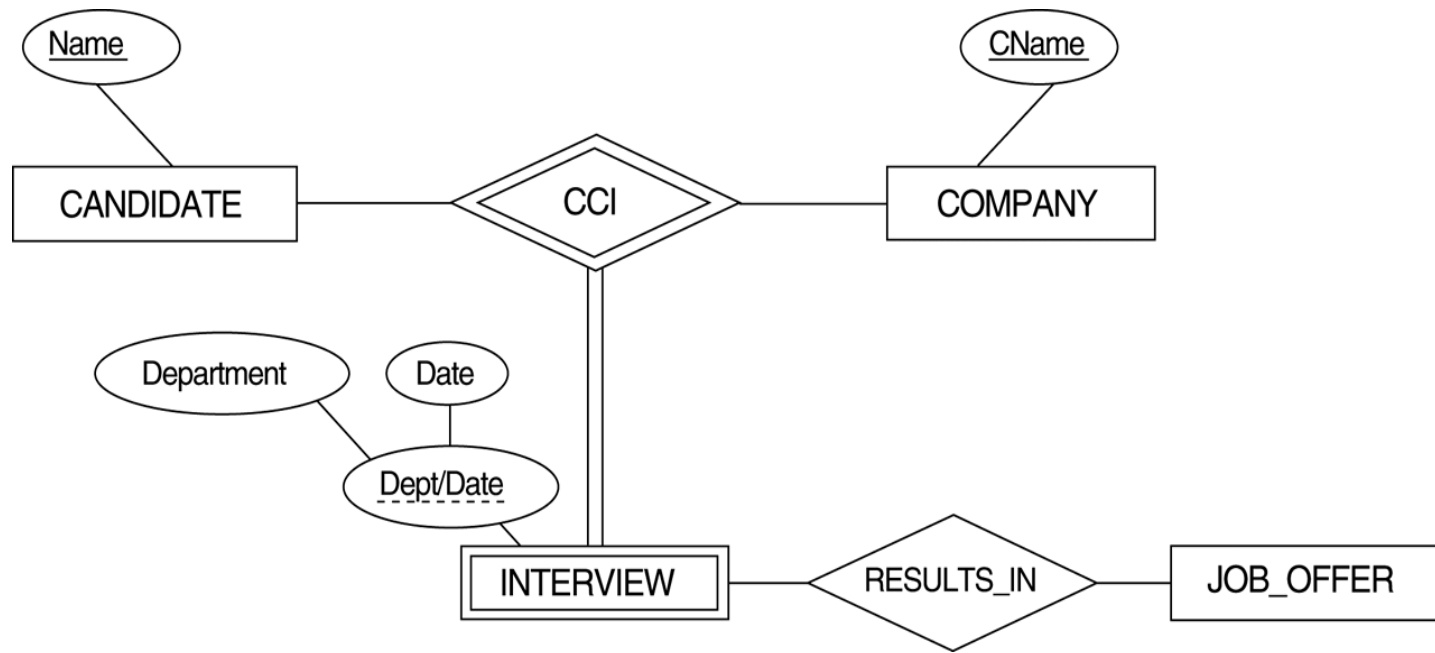 Name
CName
CANDIDATE
CCI
COMPANY
Department
Date
Dept/Date
INTERVIEW
RESULTS_IN
JOB_OFFER